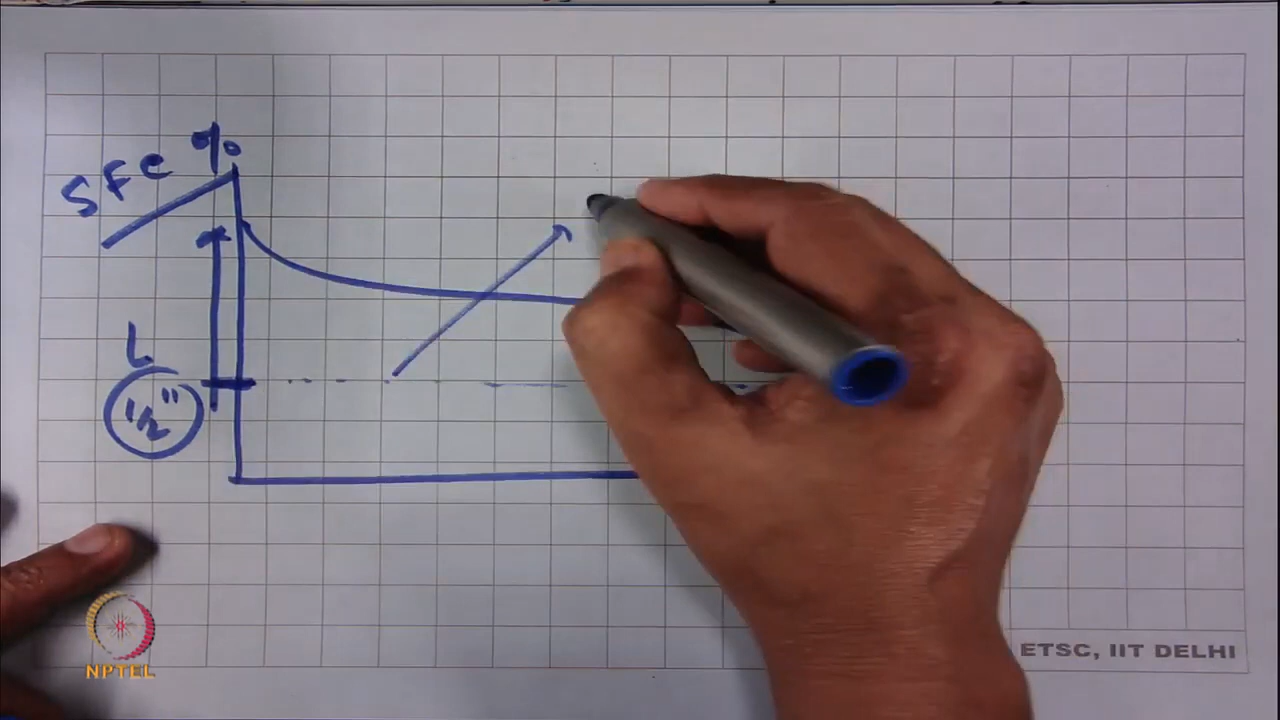 SFC %
L
1/2"
NPTEL
ETSC, IIT DELHI